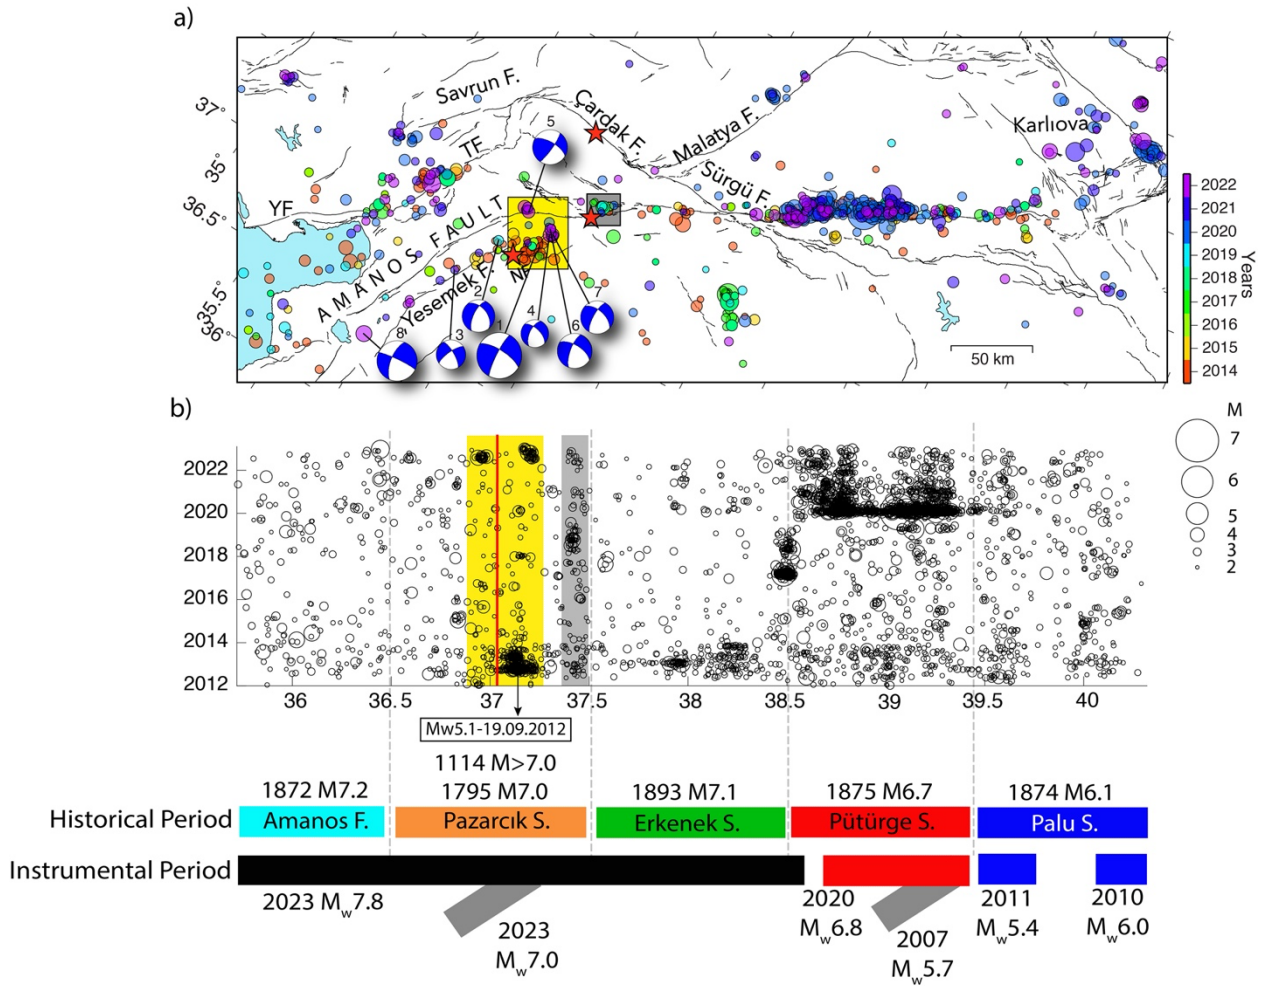 a)
Savrun F.
Çardak F.
Malatya F.
Karlıova
TF
Sürgü F.
YF
AMANOS FAULT
Yesemek F.
NF
5
8
3
2
1
4
6
7
37°
35°
36.5°
35.5°
36°
50 km
2022
2021
2020
2019
2018
2017
2016
2015
2014
Years
b)
M
7
6
5
4
3
2
2022
2020
2018
2016
2014
2012
36 36.5 37 37.5 38 38.5 39 39.5 40
Mw5.1-19.09.2012
1114 M>7.0
1872 M7.2 1795 M7.0 1893 M7.1 1875 M6.7 1874 M6.1
Historical Period Amanos F. Pazarcık S. Erkenek S. Pütürge S. Palu S.
Instrumental Period
2023 Mw7.8
2023
Mw7.0
2020
Mw6.8
2007
Mw5.7
2011
Mw5.4
2010
Mw6.0